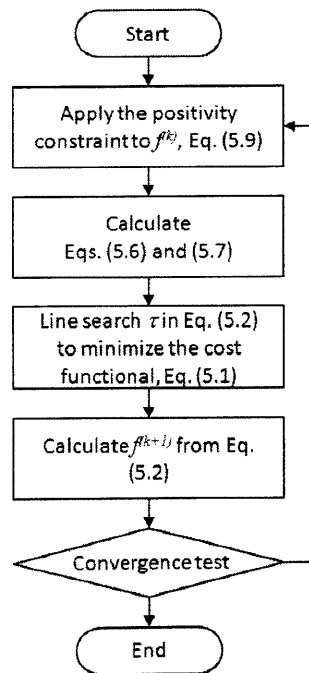 Start
Apply the positivity
constraint to f^(k), Eq. (5.9)
Calculate
Eqs. (5.6) and (5.7)
Line search τ in Eq. (5.2)
to minimize the cost
functional, Eq. (5.1)
Calculate f^(k+1) from Eq.
(5.2)
Convergence test
End